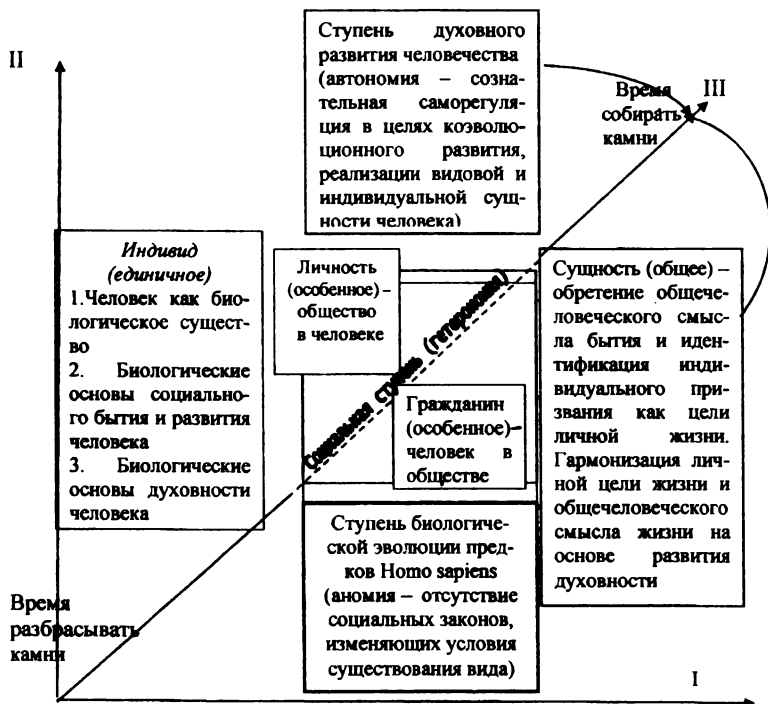 II
Ступень духовного
развития человечества
(автономия – созна-
тельная саморегуля-
ция в целях коэволю-
ционного развития,
реализации видовой и
индивидуальной сущ-
ности человека)
Время
собирать
камни
III
Индивид
(единичное)
1.Человек как био-
логическое сущест-
во
2. Биологические
основы социально-
го бытия и развития
человека
3. Биологические
основы духовности
человека
Личность
(особенное) –
общество
в человеке
Социальная ступень (гетерономия)
Гражданин
(особенное)–
человек в
обществе
Сущность (общее) –
обретение общече-
ловеческого смыс-
ла бытия и иден-
тификация инди-
видуального при-
звания как цели
личной жизни.
Гармонизация лич-
ной цели жизни и
общечеловеческого
смысла жизни на
основе развития
духовности
Ступень биологиче-
ской эволюции пред-
ков Homo sapiens
(аномия – отсутствие
социальных законов,
изменяющих условия
существования вида)
Время
разбрасывать
камни
I